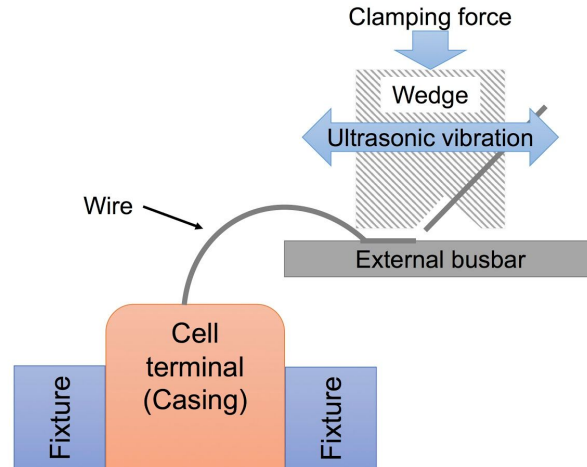 Clamping force
Wedge
Ultrasonic vibration
Wire
External busbar
Cell
terminal
(Casing)
Fixture
Fixture